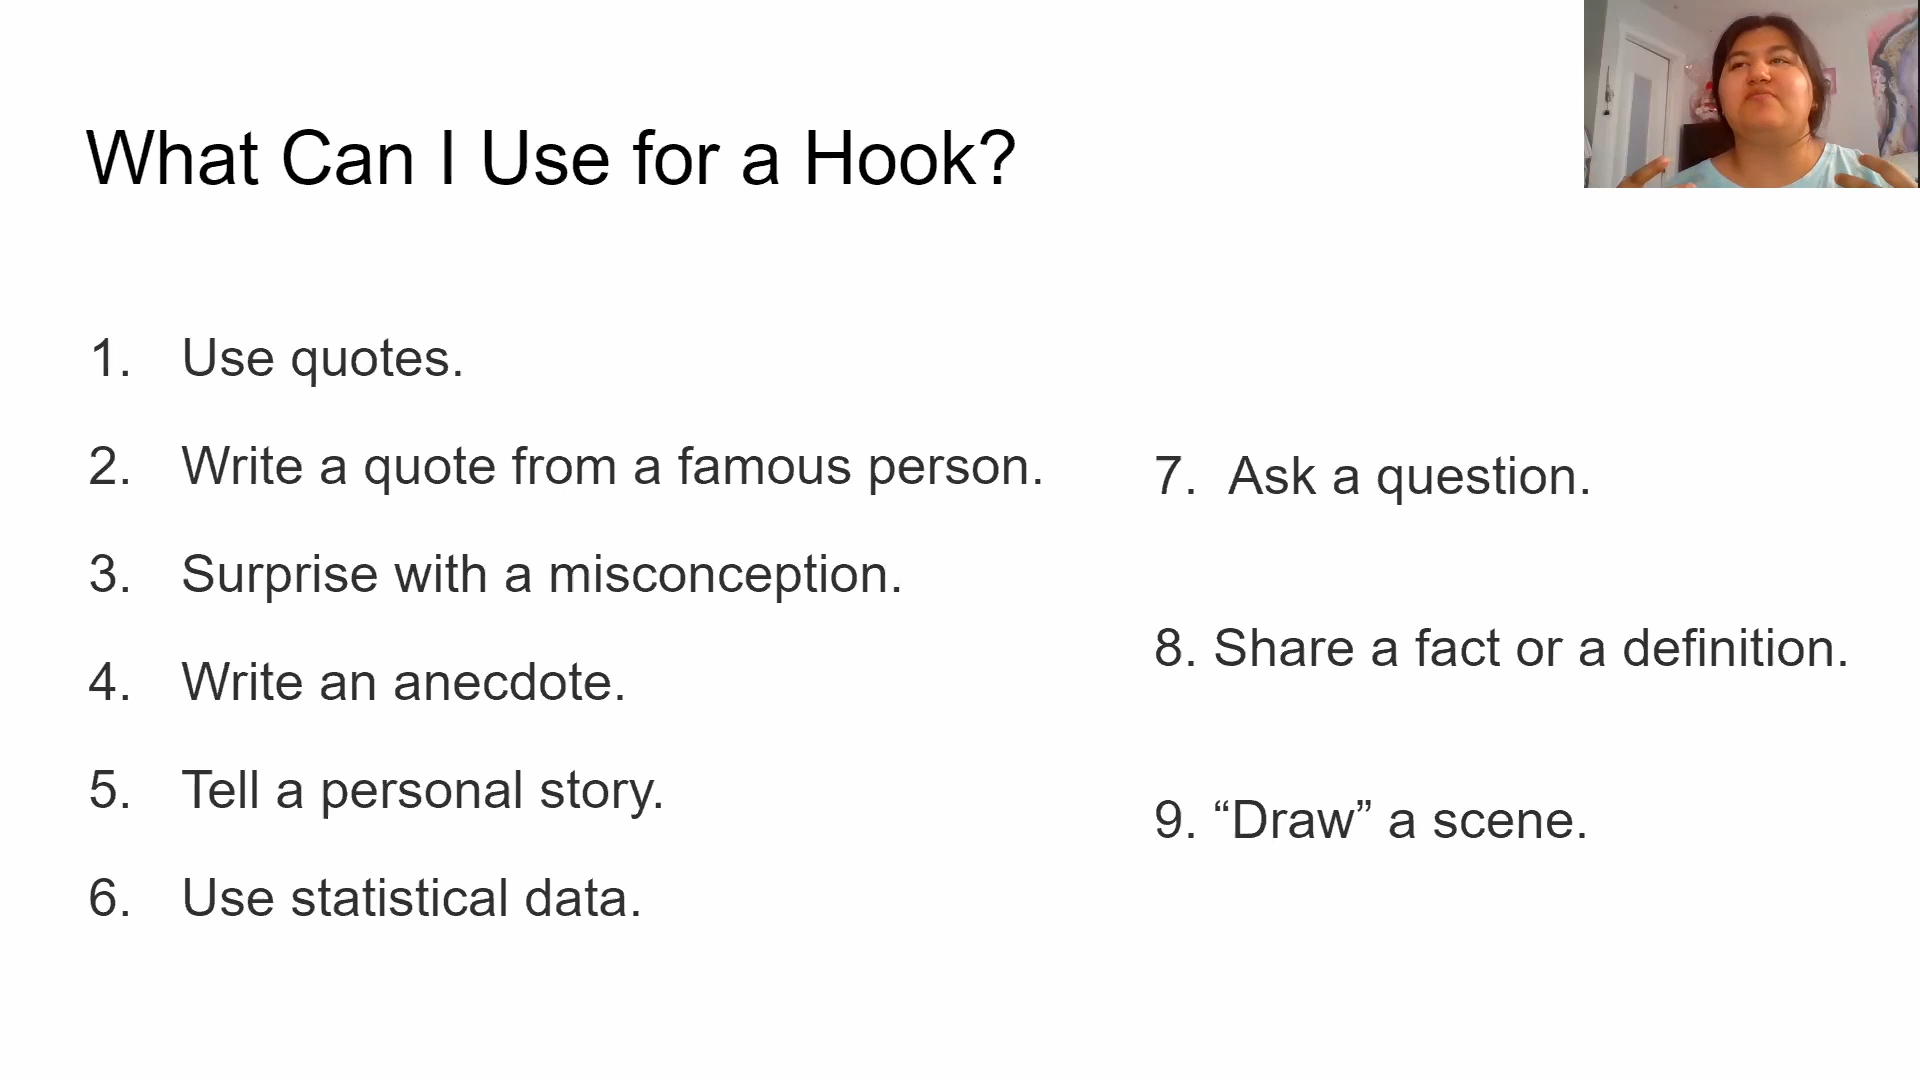 What Can I Use for a Hook?
1. Use quotes.
2. Write a quote from a famous person.
3. Surprise with a misconception.
4. Write an anecdote.
5. Tell a personal story.
6. Use statistical data.
7. Ask a question.
8. Share a fact or a definition.
9. “Draw” a scene.